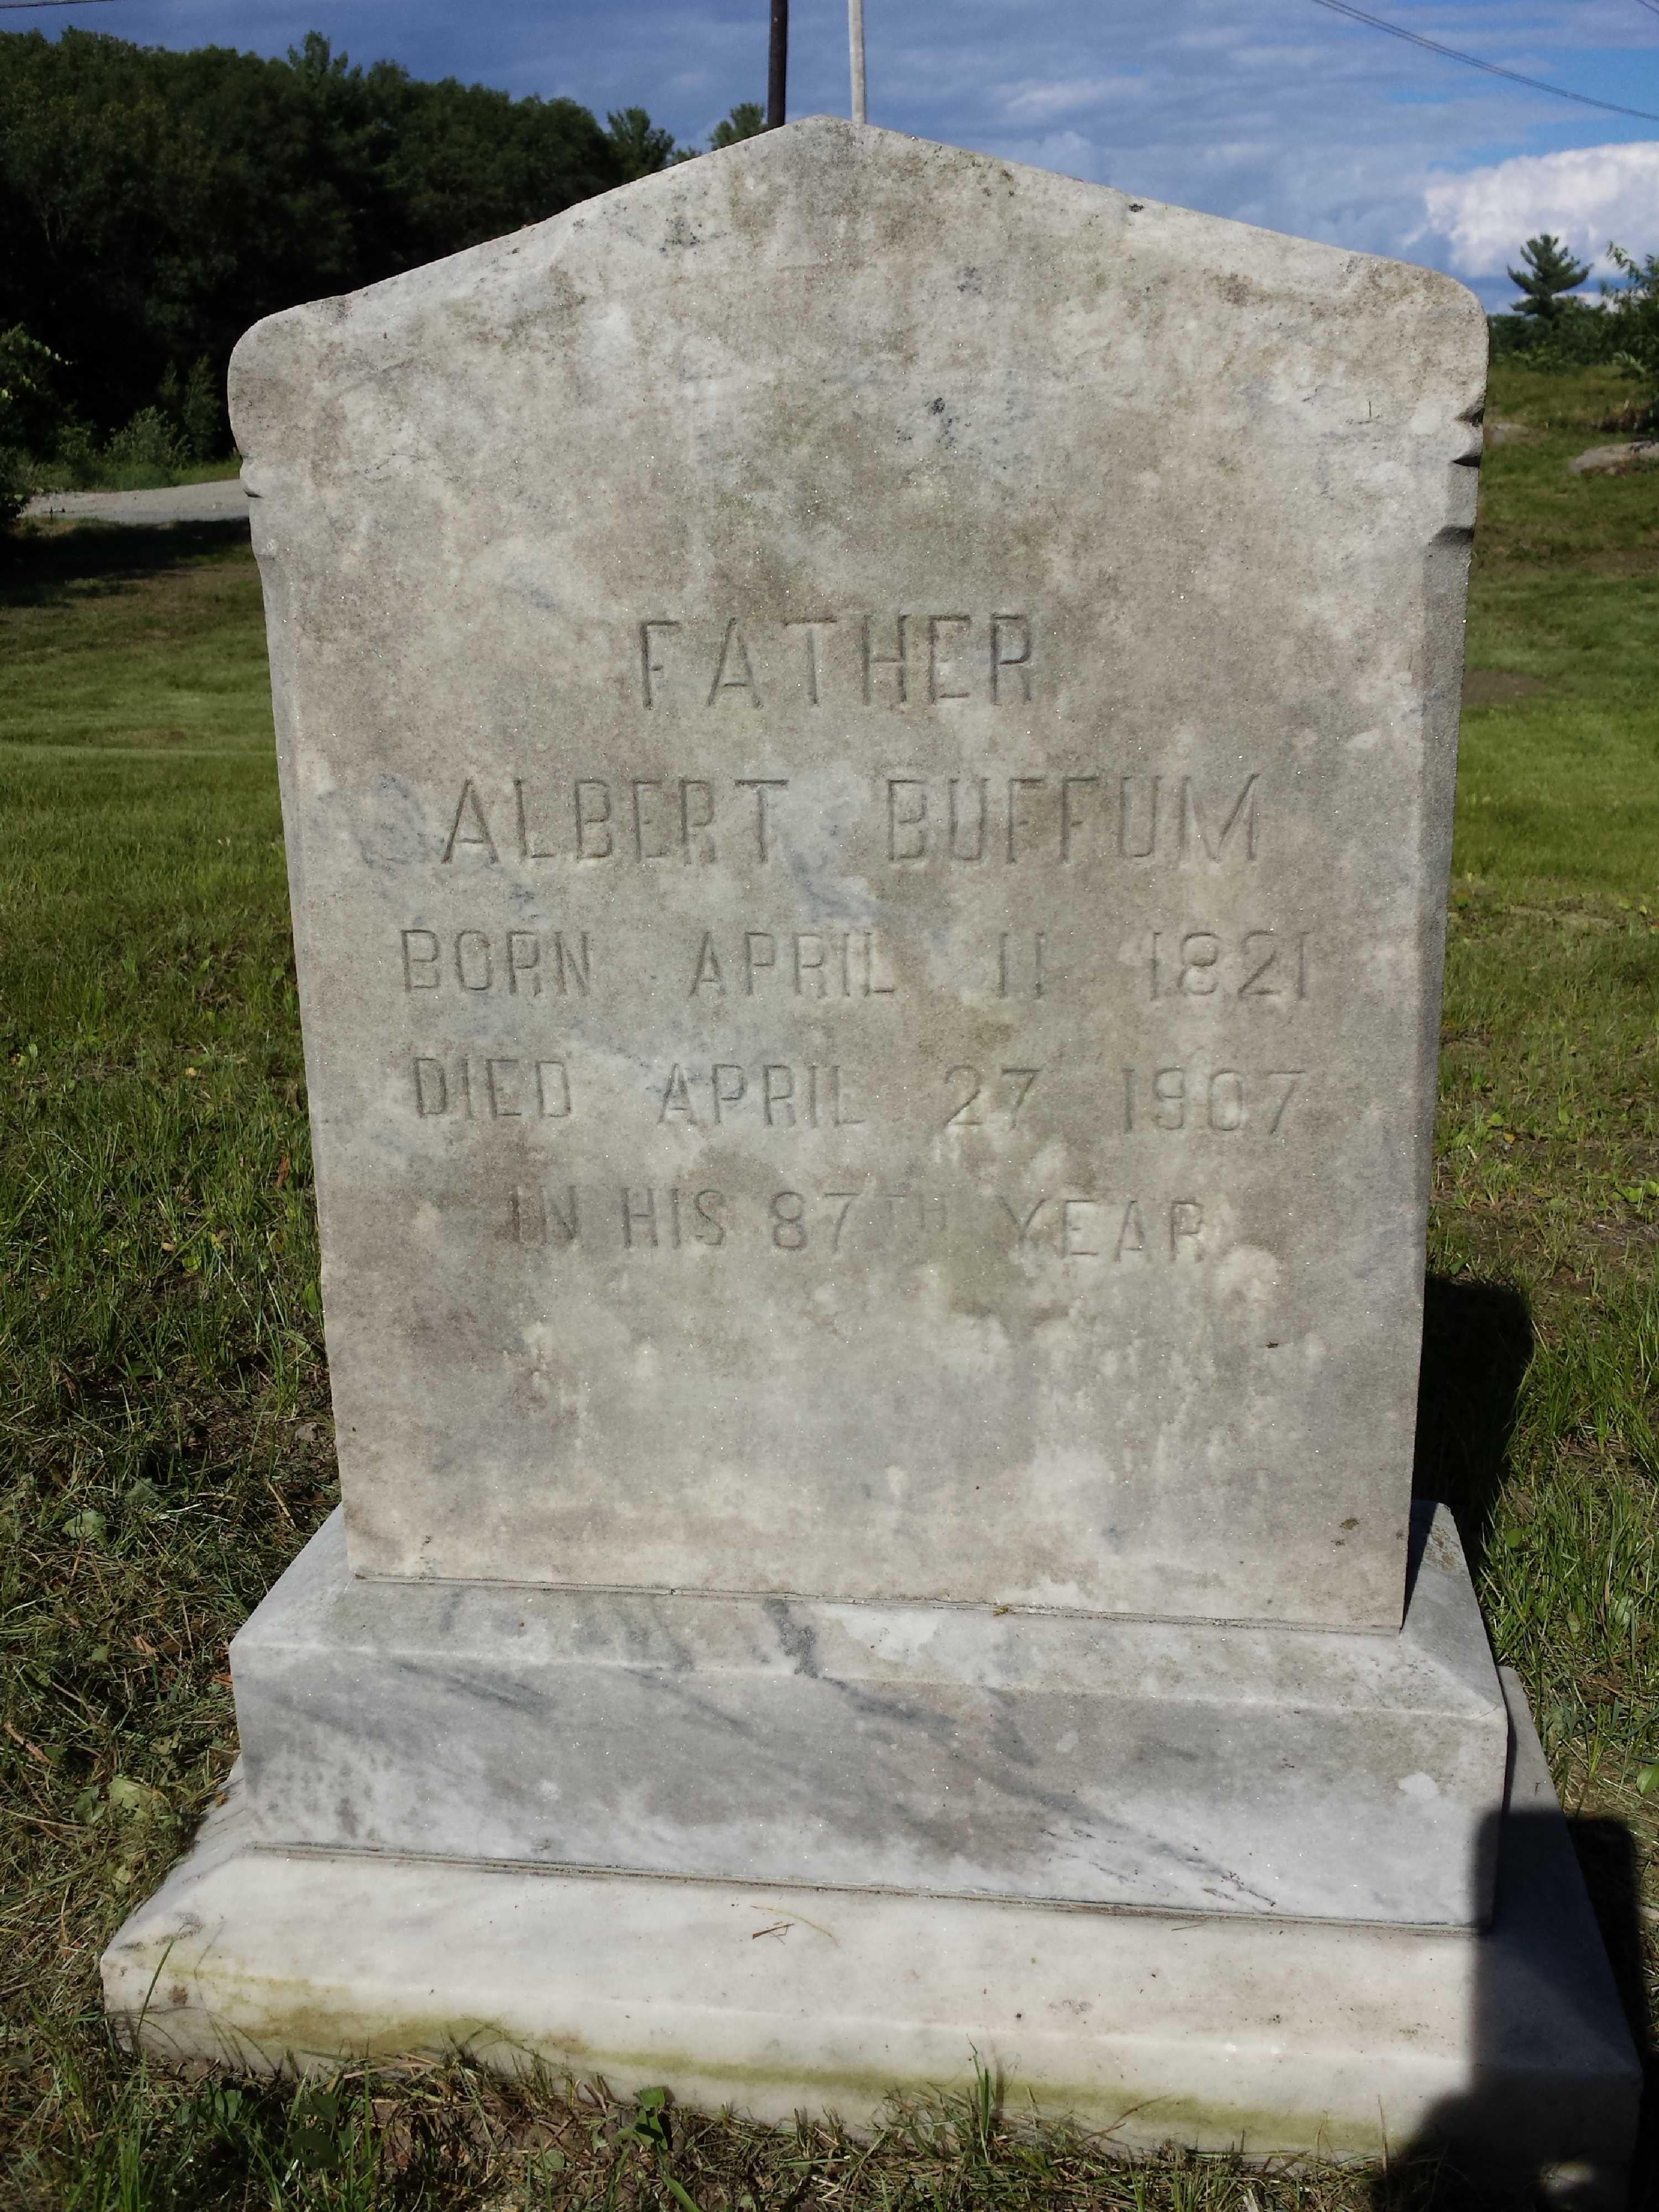 FATHER
ALBERT BUFFUM
BORN APRIL 11 1821
DIED APRIL 27 1907
IN HIS 87TH YEAR